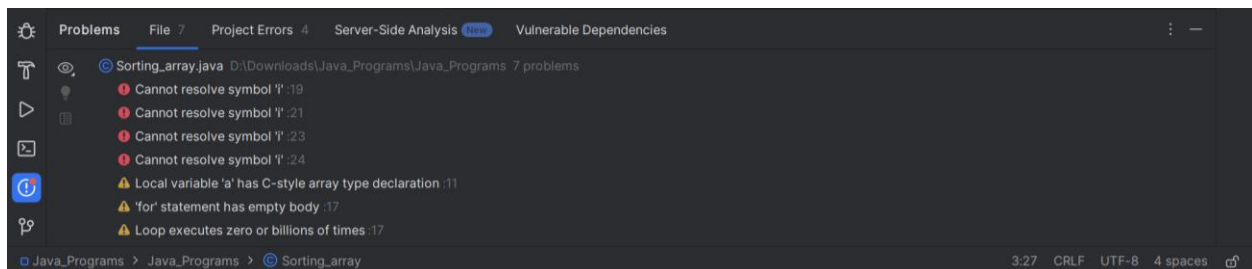 Problems File 7 Project Errors 4 Server-Side Analysis New Vulnerable Dependencies
Sorting_array.java D:\Downloads\Java_Programs\Java_Programs 7 problems
Cannot resolve symbol 'i' :19
Cannot resolve symbol 'i' :21
Cannot resolve symbol 'i' :23
Cannot resolve symbol 'i' :24
Local variable 'a' has C-style array type declaration :11
'for' statement has empty body :17
Loop executes zero or billions of times :17
Java_Programs > Java_Programs > Sorting_array 3:27 CRLF UTF-8 4 spaces